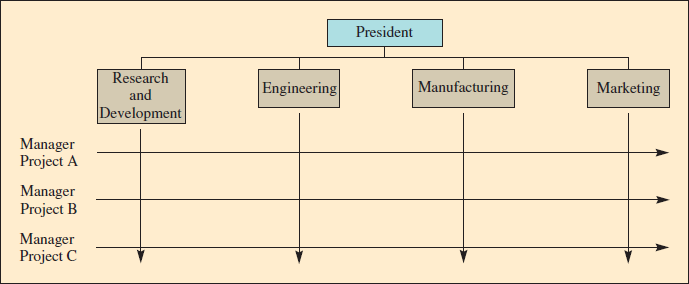 President
Research
and
Development
Engineering
Manufacturing
Marketing
Manager
Project A
Manager
Project B
Manager
Project C